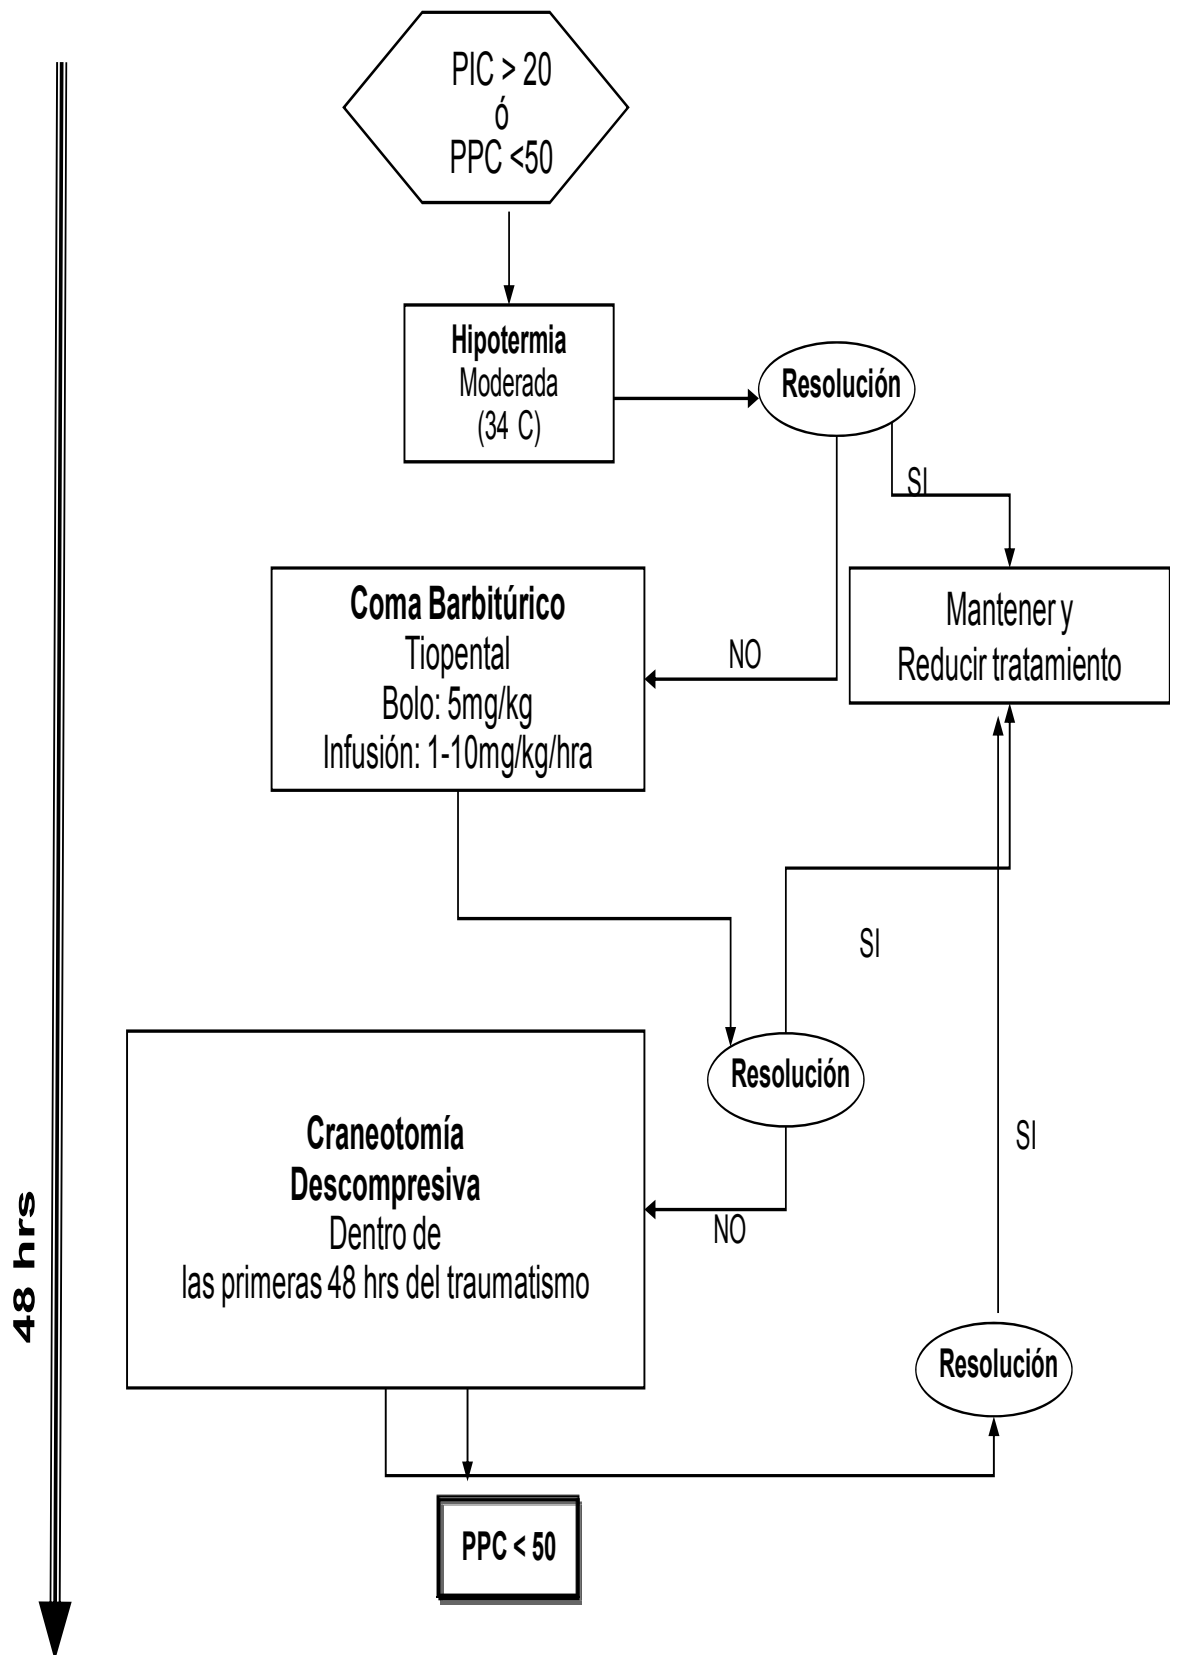 PIC > 20
ó
PPC <50
Hipotermia
Moderada
(34 C)
Resolución
SI
Coma Barbitúrico
Tiopental
Bolo: 5mg/kg
Infusión: 1-10mg/kg/hra
NO
Mantener y
Reducir tratamiento
SI
Resolución
Craneotomía
Descompresiva
Dentro de
las primeras 48 hrs del traumatismo
NO
SI
48 hrs
Resolución
PPC < 50